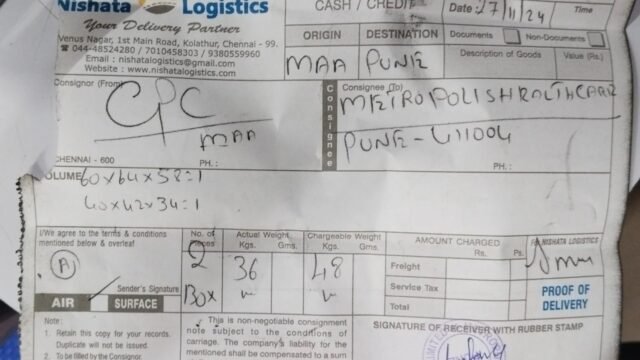 Nishata Logistics
CASH / CREDIT
Date: 27/11/24
Time
Your Delivery Partner
Venus Nagar, 1st Main Road, Kolathur, Chennai - 99.
☎ 044-48524280 / 7010458303 / 9380559960
Email : nishatalogistics@gmail.com
Website : www.nishatalogistics.com
ORIGIN
DESTINATION
Documents
Non-Documents
MAA
PUNE
Description of Goods
Value (Rs.)
Consignor (From)
CPC
MAA
CHENNAI - 600
PH. :
Consignee
Consignee (To)
METROPOLIS HEALTHCARE
PUNE - 411004
PH. :
VOLUME 60x64x58=1
40x42x34=1
I/We agree to the terms & conditions
mentioned below & overleaf
A
Sender's Signature
AIR
SURFACE
No. of Pieces
2
BOX
Actual Weight
Kgs. Gms.
36
Chargeable Weight
Kgs. Gms.
48
AMOUNT CHARGED
Rs. Ps.
Freight
Service Tax
Total
For NISHATA LOGISTICS
PROOF OF
DELIVERY
Note :
1. Retain this copy for your records.
Duplicate will not be issued.
2. To be filled by the Consignor.
This is non-negotiable consignment
note subject to the conditions of
carriage. The company's liability for
the mentioned shall be compensated to a sum
SIGNATURE OF RECEIVER WITH RUBBER STAMP